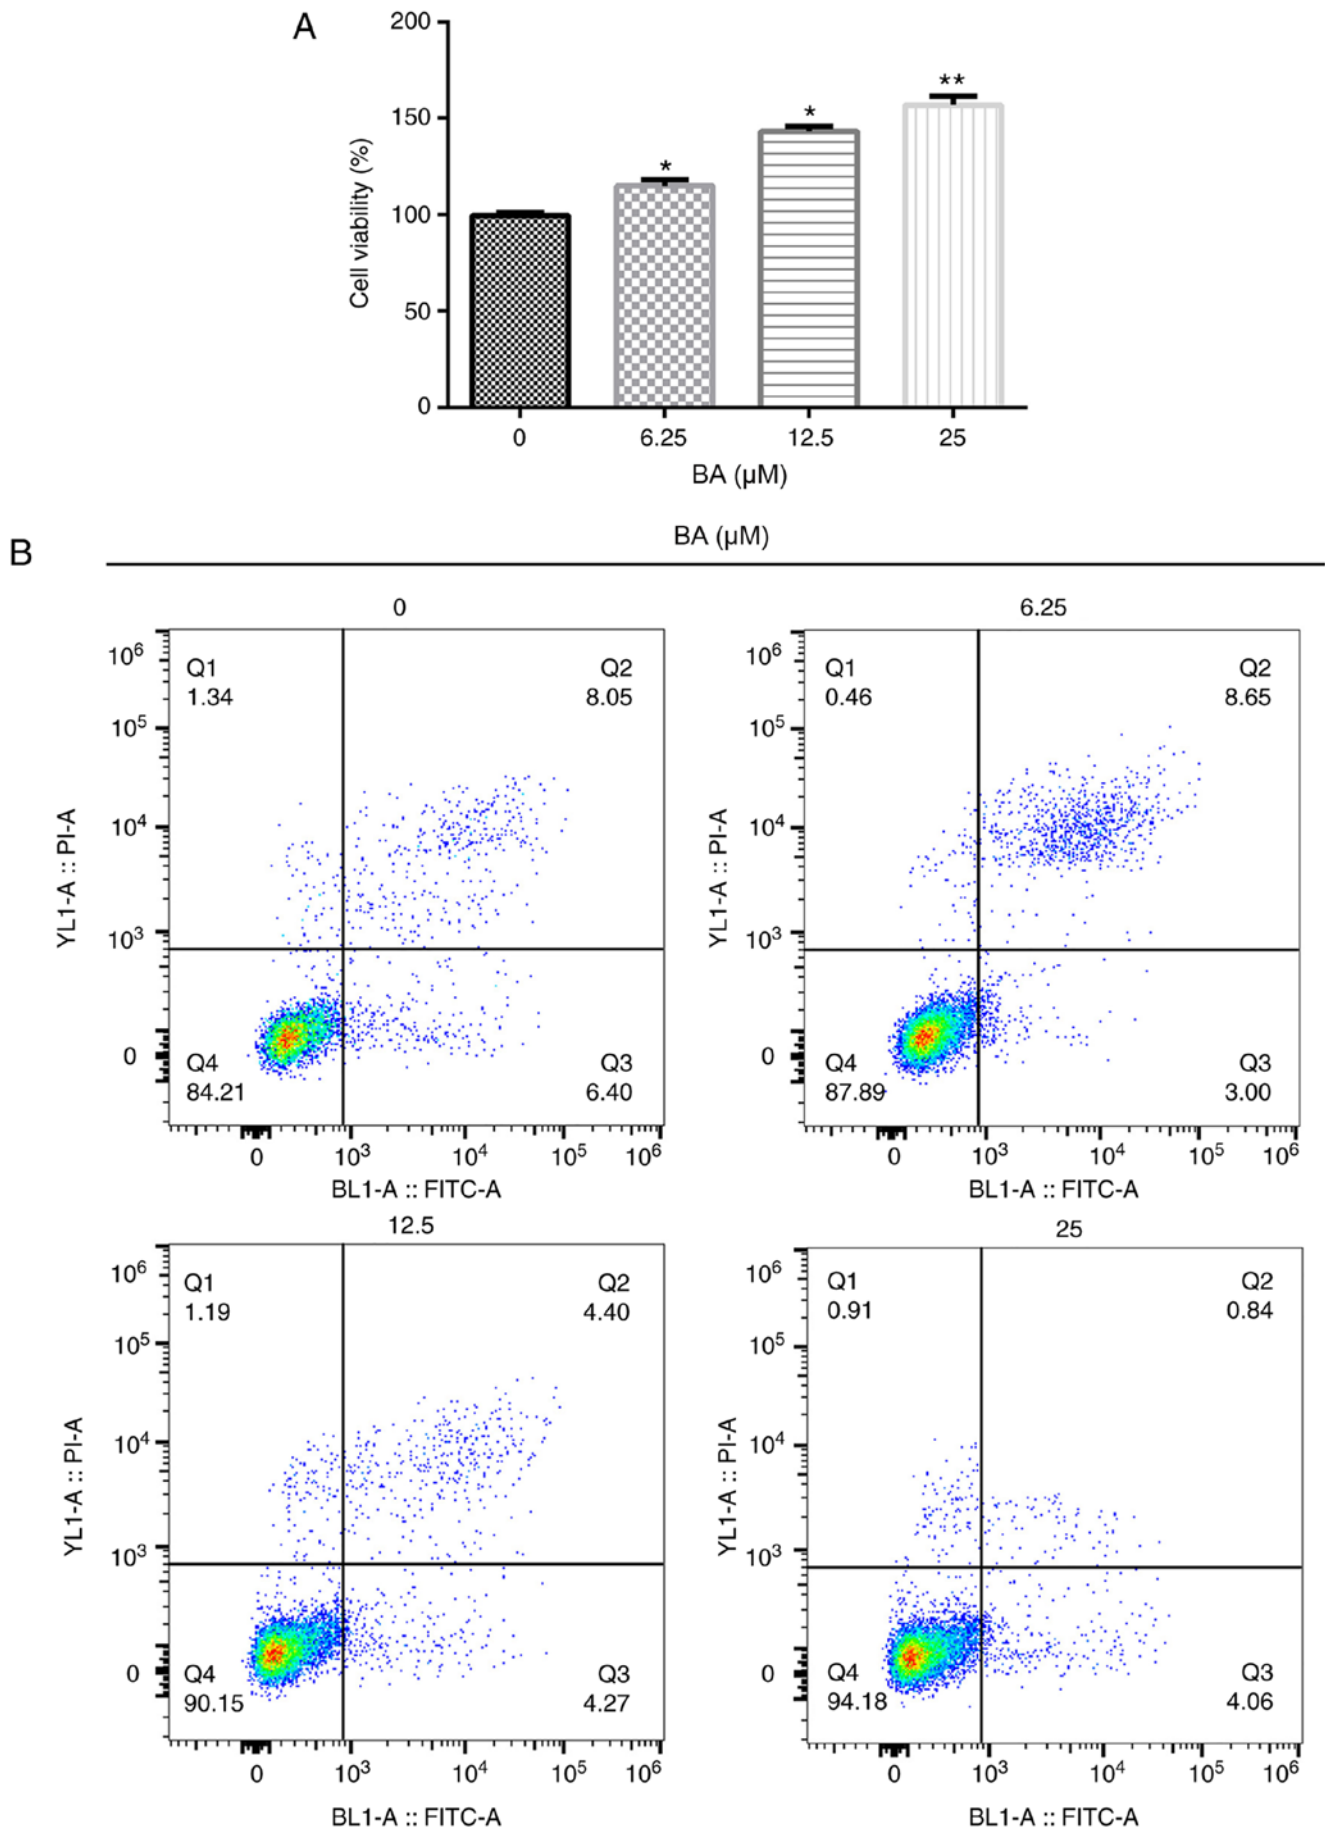 A
200
150
100
50
0
Cell viability (%)
*
*
**
0 6.25 12.5 25
BA (μM)
B
BA (μM)
0
10⁶
10⁵
10⁴
10³
0
YL1-A :: PI-A
Q1
1.34
Q2
8.05
Q4
84.21
Q3
6.40
0 10³ 10⁴ 10⁵ 10⁶
BL1-A :: FITC-A
6.25
10⁶
10⁵
10⁴
10³
0
YL1-A :: PI-A
Q1
0.46
Q2
8.65
Q4
87.89
Q3
3.00
0 10³ 10⁴ 10⁵ 10⁶
BL1-A :: FITC-A
12.5
10⁶
10⁵
10⁴
10³
0
YL1-A :: PI-A
Q1
1.19
Q2
4.40
Q4
90.15
Q3
4.27
0 10³ 10⁴ 10⁵ 10⁶
BL1-A :: FITC-A
25
10⁶
10⁵
10⁴
10³
0
YL1-A :: PI-A
Q1
0.91
Q2
0.84
Q4
94.18
Q3
4.06
0 10³ 10⁴ 10⁵ 10⁶
BL1-A :: FITC-A